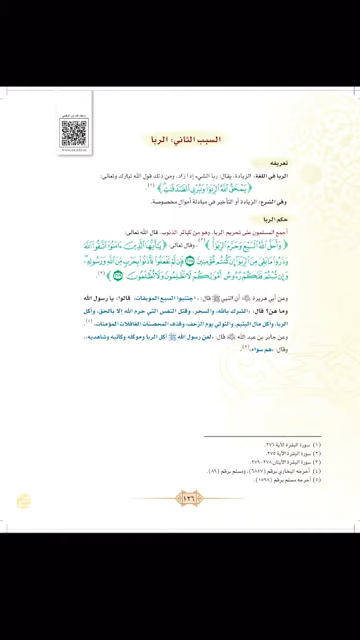 السبب الثاني: الربا
تعريفه
الربا في اللغة: الزيادة، يقال: ربا الشيء إذا زاد، ومن ذلك قول الله تبارك وتعالى:
﴿يَمْحَقُ اللَّهُ الرِّبَوٰا وَيُرْبِي الصَّدَقَٰتِ﴾ (١).
وفي الشرع: الزيادة أو التأخير في مبادلة أموال مخصوصة.
حكم الربا
أجمع المسلمون على تحريم الربا، وهو من كبائر الذنوب. قال الله تعالى:
﴿وَأَحَلَّ اللَّهُ الْبَيْعَ وَحَرَّمَ الرِّبَوٰا﴾ (٢)، وقال تعالى: ﴿يَٰأَيُّهَا الَّذِينَ ءَامَنُوا اتَّقُوا اللَّهَ
وَذَرُوا مَا بَقِيَ مِنَ الرِّبَوٰا إِن كُنتُم مُّؤْمِنِينَ ٢٧٨ فَإِن لَّمْ تَفْعَلُوا فَأْذَنُوا بِحَرْبٍ مِّنَ اللَّهِ وَرَسُولِهِ
وَإِن تُبْتُمْ فَلَكُمْ رُءُوسُ أَمْوَٰلِكُمْ لَا تَظْلِمُونَ وَلَا تُظْلَمُونَ ٢٧٩﴾ (٣).
وعن أبي هريرة ﷺ أن النبي ﷺ قال: «اجتنبوا السبع الموبقات، قالوا: يا رسول الله
وما هن؟ قال: «الشرك بالله، والسحر، وقتل النفس التي حرم الله إلا بالحق، وأكل
الربا، وأكل مال اليتيم، والتولي يوم الزحف، وقذف المحصنات الغافلات المؤمنات» (٤).
وعن جابر بن عبد الله قال: «لعن رسول الله ﷺ آكل الربا وموكله وكاتبه وشاهديه»،
وقال: «هم سواء» (٥).
(١) سورة البقرة الآية ٢٧٦.
(٢) سورة البقرة الآية ٢٧٥.
(٣) سورة البقرة الآيتان ٢٧٨-٢٧٩.
(٤) أخرجه البخاري برقم (٦٨٥٧)، ومسلم برقم (٨٩).
(٥) أخرجه مسلم برقم (١٥٩٨).
١٢٦